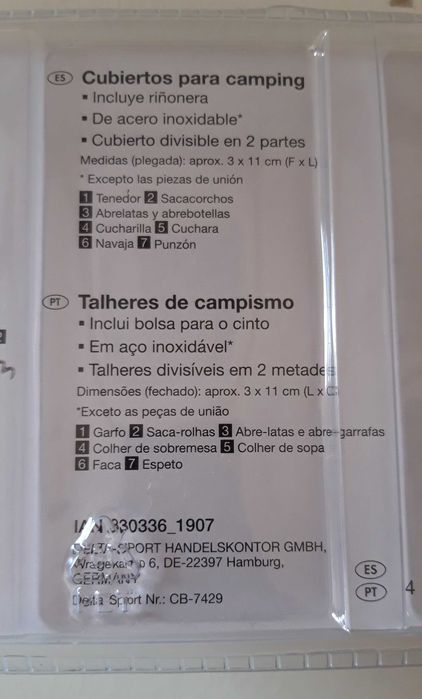 ES Cubiertos para camping
▪ Incluye riñonera
▪ De acero inoxidable*
▪ Cubierto divisible en 2 partes
Medidas (plegada): aprox. 3 x 11 cm (F x L)
* Excepto las piezas de unión
1 Tenedor 2 Sacacorchos
3 Abrelatas y abrebotellas
4 Cucharilla 5 Cuchara
6 Navaja 7 Punzón
PT Talheres de campismo
▪ Inclui bolsa para o cinto
▪ Em aço inoxidável*
▪ Talheres divisíveis em 2 metades
Dimensões (fechado): aprox. 3 x 11 cm (L x C)
*Exceto as peças de união
1 Garfo 2 Saca-rolhas 3 Abre-latas e abre-garrafas
4 Colher de sobremesa 5 Colher de sopa
6 Faca 7 Espeto
IAN 330336_1907
DELTA-SPORT HANDELSKONTOR GMBH,
6, DE-22397 Hamburg,
GERMANY
Delta Sport Nr.: CB-7429
ES
PT
4